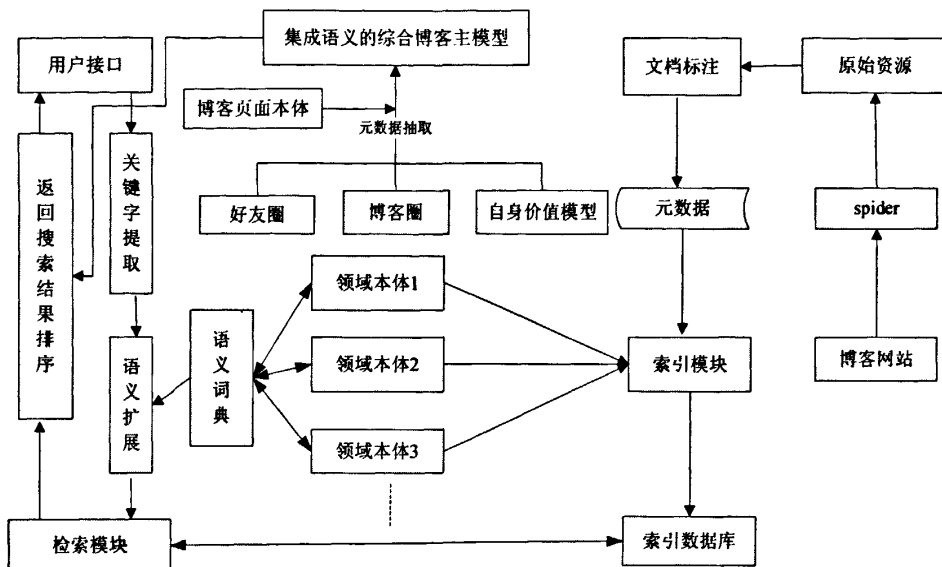 集成语义的综合博客主模型
用户接口
文档标注
原始资源
博客页面本体
元数据抽取
返回搜索结果排序
关键字提取
好友圈
博客圈
自身价值模型
元数据
spider
领域本体1
语义词典
领域本体2
索引模块
博客网站
语义扩展
领域本体3
检索模块
索引数据库